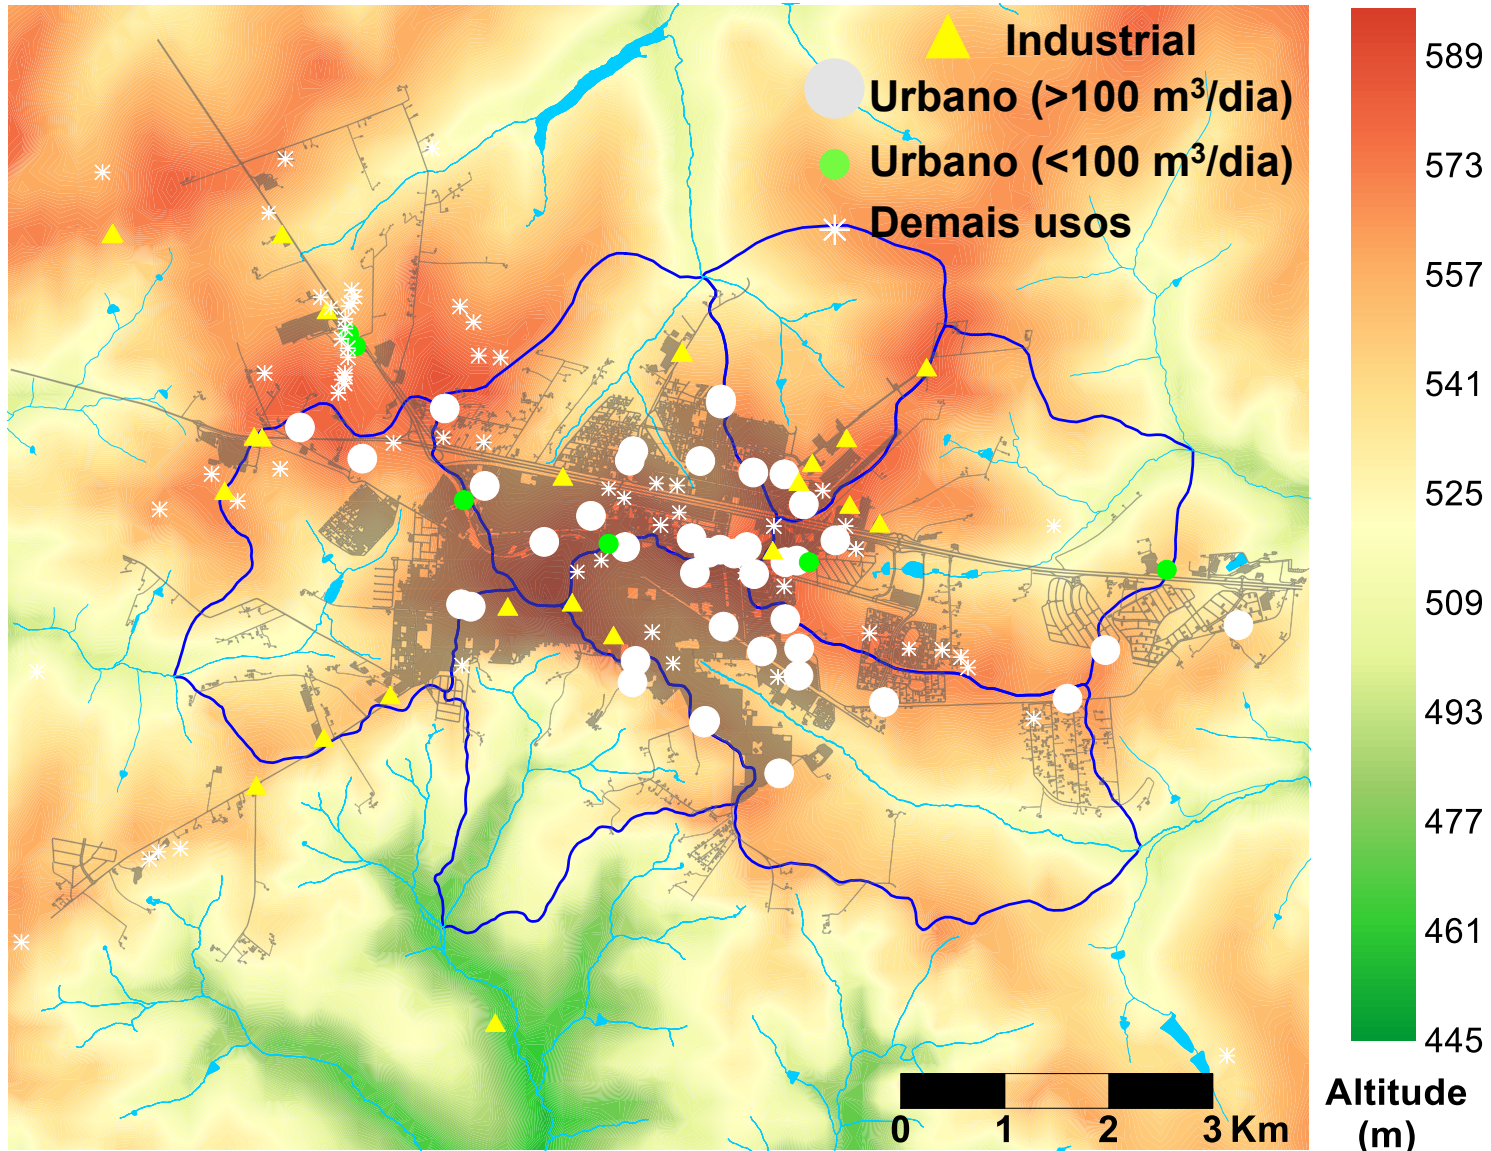 Industrial
Urbano (>100 m³/dia)
Urbano (<100 m³/dia)
Demais usos
589
573
557
541
525
509
493
477
461
445
Altitude
(m)
0 1 2 3 Km